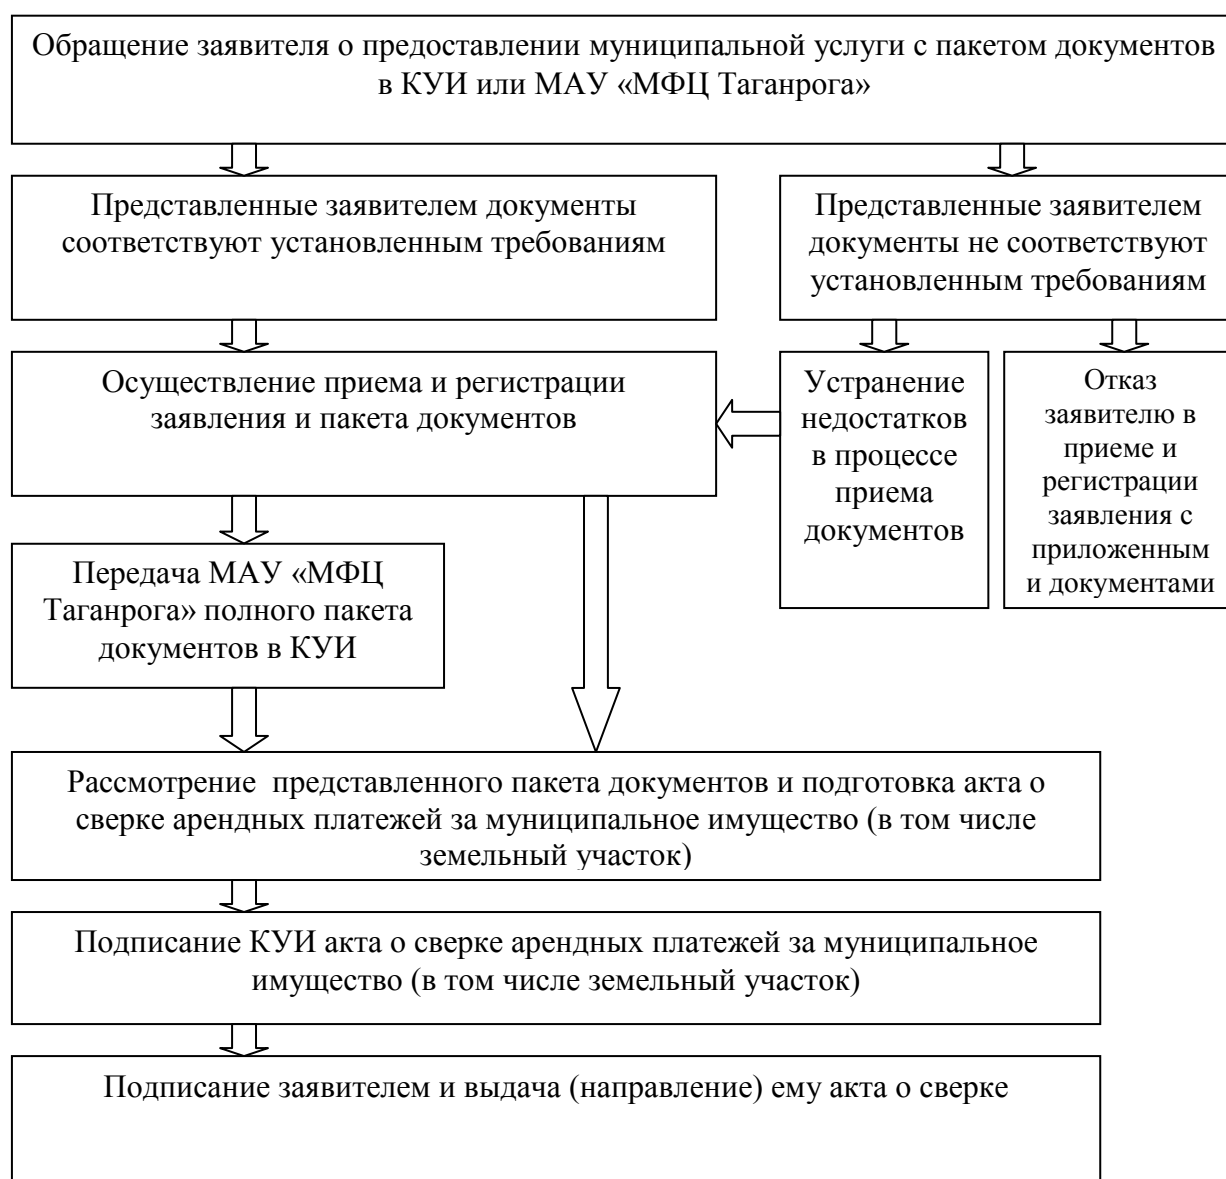 Обращение заявителя о предоставлении муниципальной услуги с пакетом документов
в КУИ или МАУ «МФЦ Таганрога»
Представленные заявителем документы
соответствуют установленным требованиям
Представленные заявителем
документы не соответствуют
установленным требованиям
Осуществление приема и регистрации
заявления и пакета документов
Устранение
недостатков
в процессе
приема
документов
Отказ
заявителю в
приеме и
регистрации
заявления с
приложенным
и документами
Передача МАУ «МФЦ
Таганрога» полного пакета
документов в КУИ
Рассмотрение  представленного пакета документов и подготовка акта о
сверке арендных платежей за муниципальное имущество (в том числе
земельный участок)
Подписание КУИ акта о сверке арендных платежей за муниципальное
имущество (в том числе земельный участок)
Подписание заявителем и выдача (направление) ему акта о сверке